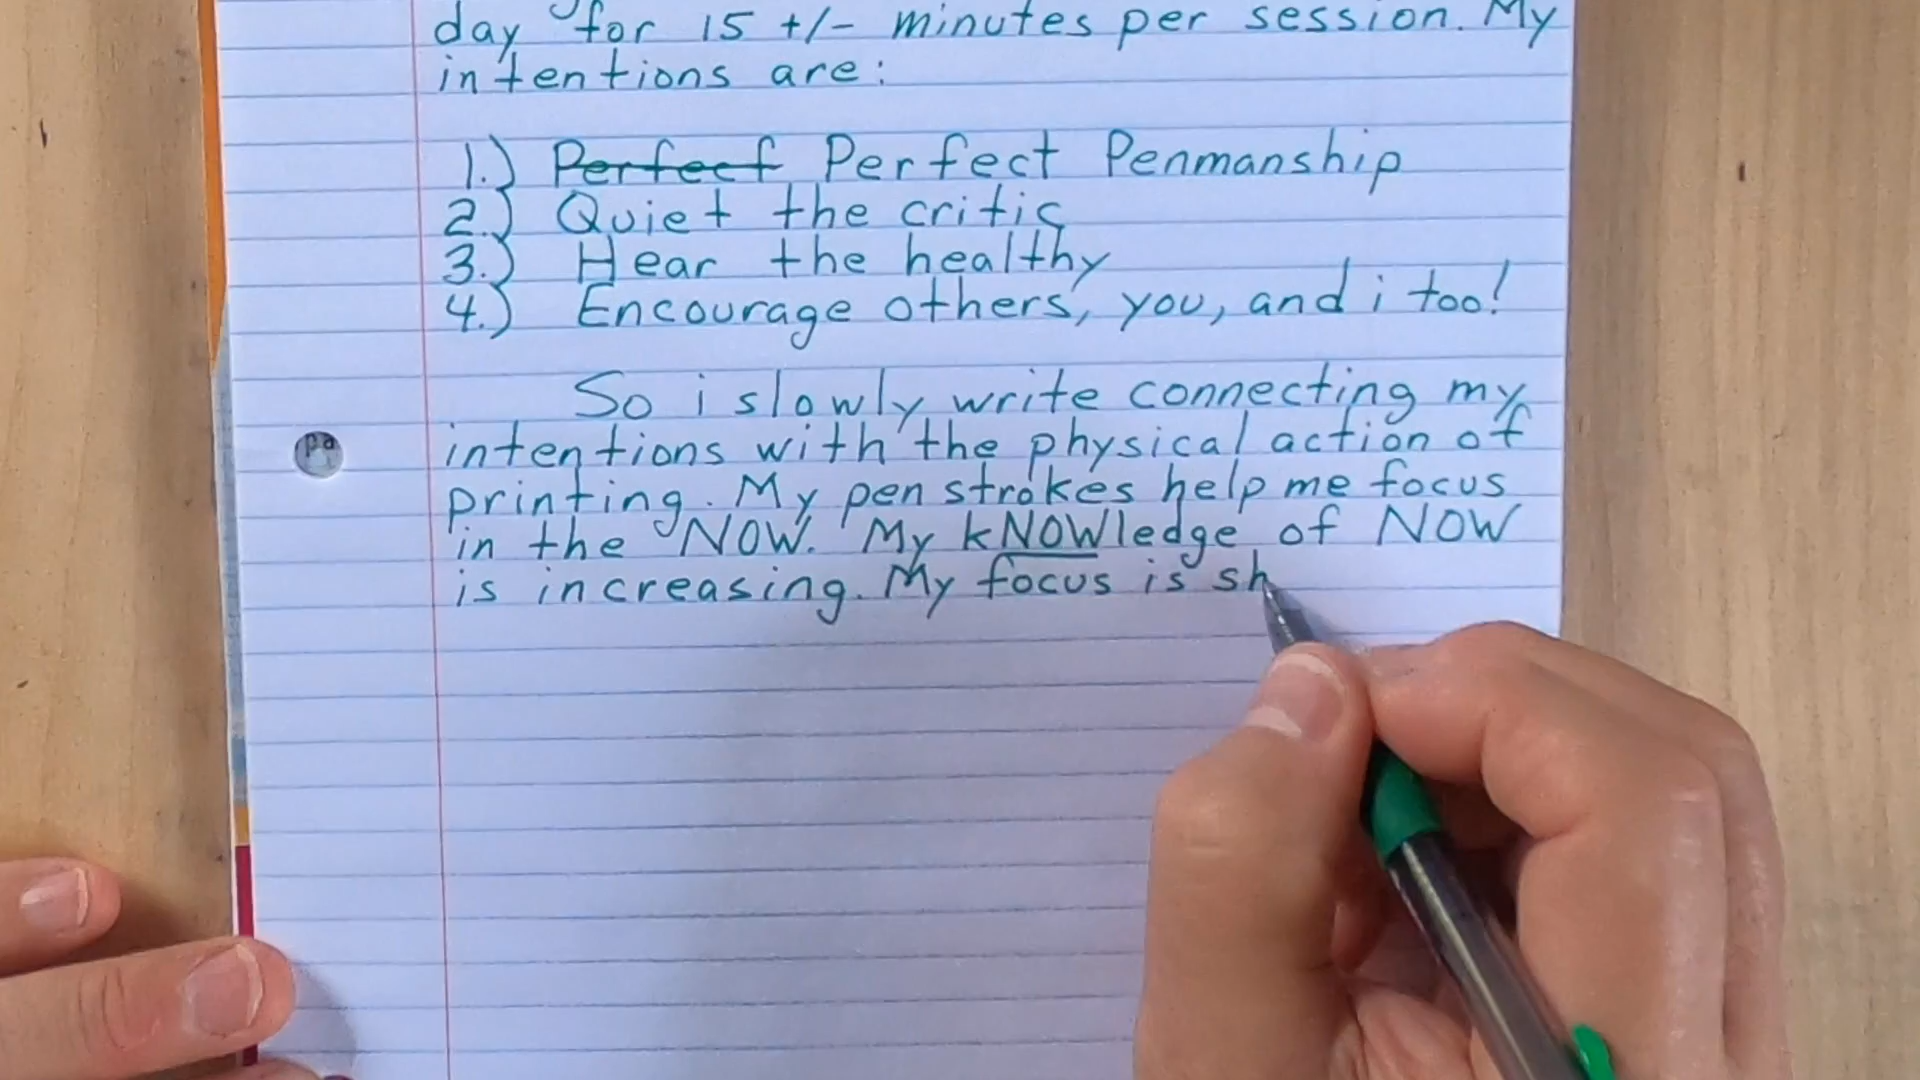 day for 15 +/- minutes per session. My
intentions are:
1.) Perfect Perfect Penmanship
2.) Quiet the critic
3.) Hear the healthy
4.) Encourage others, you, and i too!
So i slowly write connecting my
intentions with the physical action of
printing. My pen strokes help me focus
in the NOW. My kNOWledge of NOW
is increasing. My focus is sh
pa